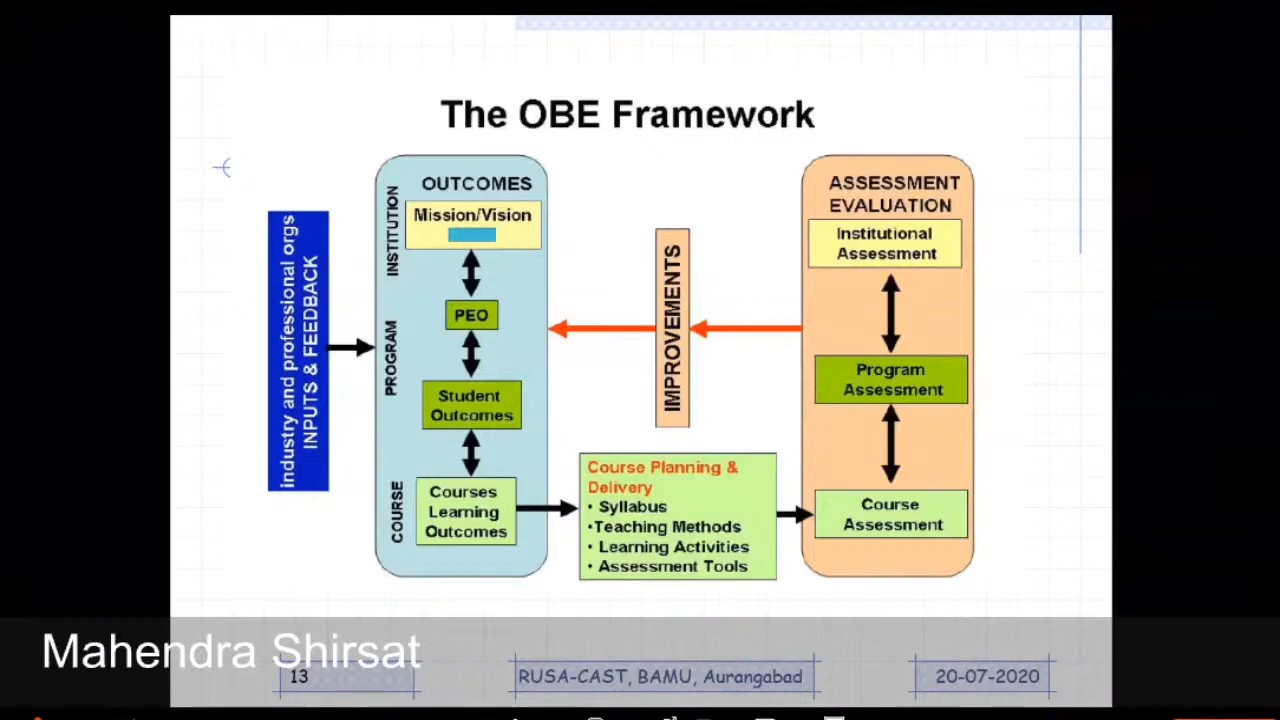 The OBE Framework
industry and professional orgs
INPUTS & FEEDBACK
OUTCOMES
INSTITUTION
Mission/Vision
PEO
PROGRAM
Student
Outcomes
COURSE
Courses
Learning
Outcomes
IMPROVEMENTS
Course Planning &
Delivery
• Syllabus
•Teaching Methods
• Learning Activities
• Assessment Tools
ASSESSMENT
EVALUATION
Institutional
Assessment
Program
Assessment
Course
Assessment
Mahendra Shirsat
13
RUSA-CAST, BAMU, Aurangabad
20-07-2020